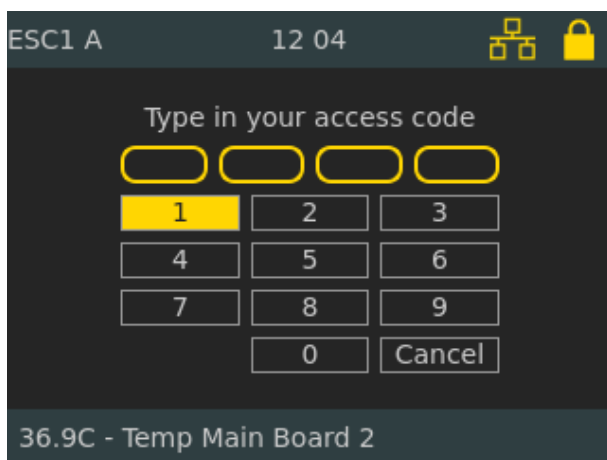 ESC1 A 12 04
Type in your access code
1 2 3
4 5 6
7 8 9
0 Cancel
36.9C - Temp Main Board 2